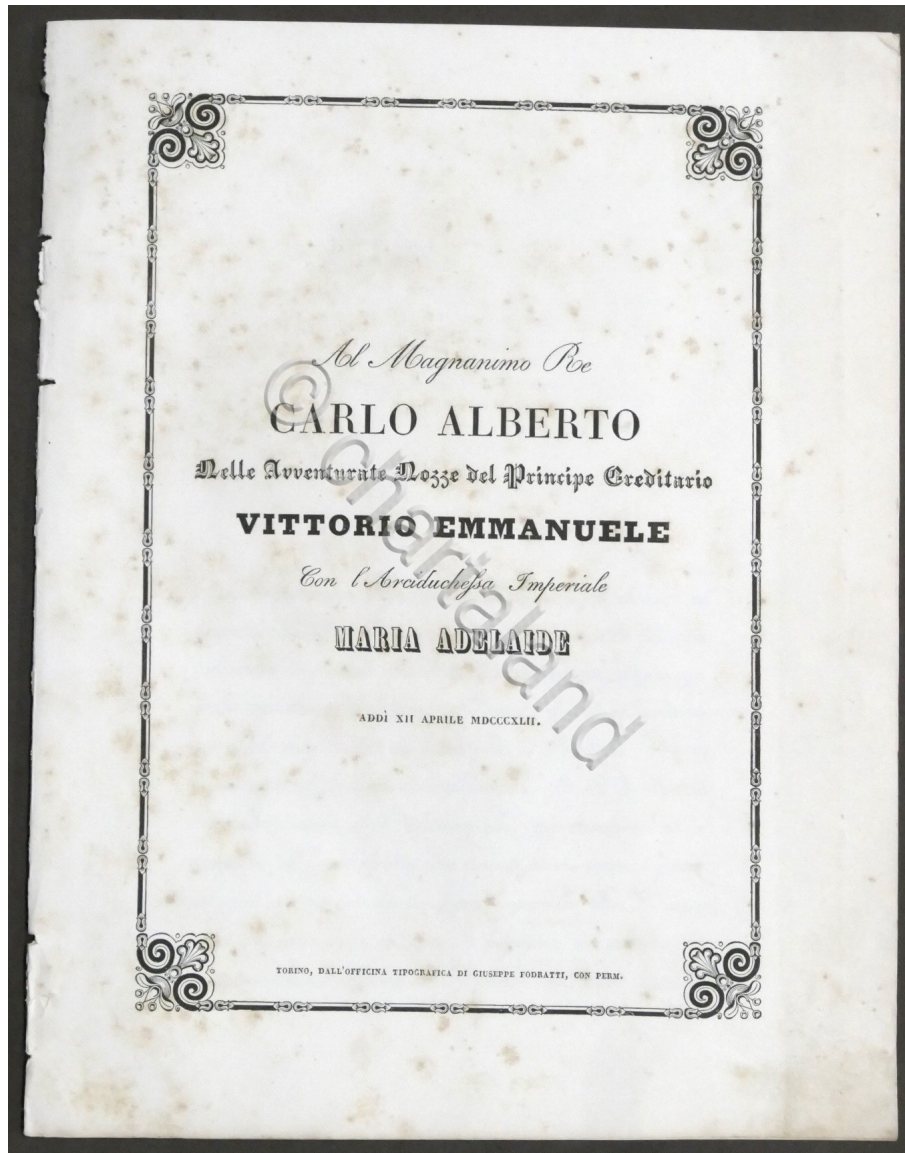 Al Magnanimo Re
CARLO ALBERTO
Nelle Avventurate Nozze del Principe Ereditario
VITTORIO EMMANUELE
Con l'Arciduchessa Imperiale
MARIA ADELAIDE
ADDÌ XII APRILE MDCCCXLII.
TORINO, DALL'OFFICINA TIPOGRAFICA DI GIUSEPPE FODRATTI, CON PERM.
© chartaland